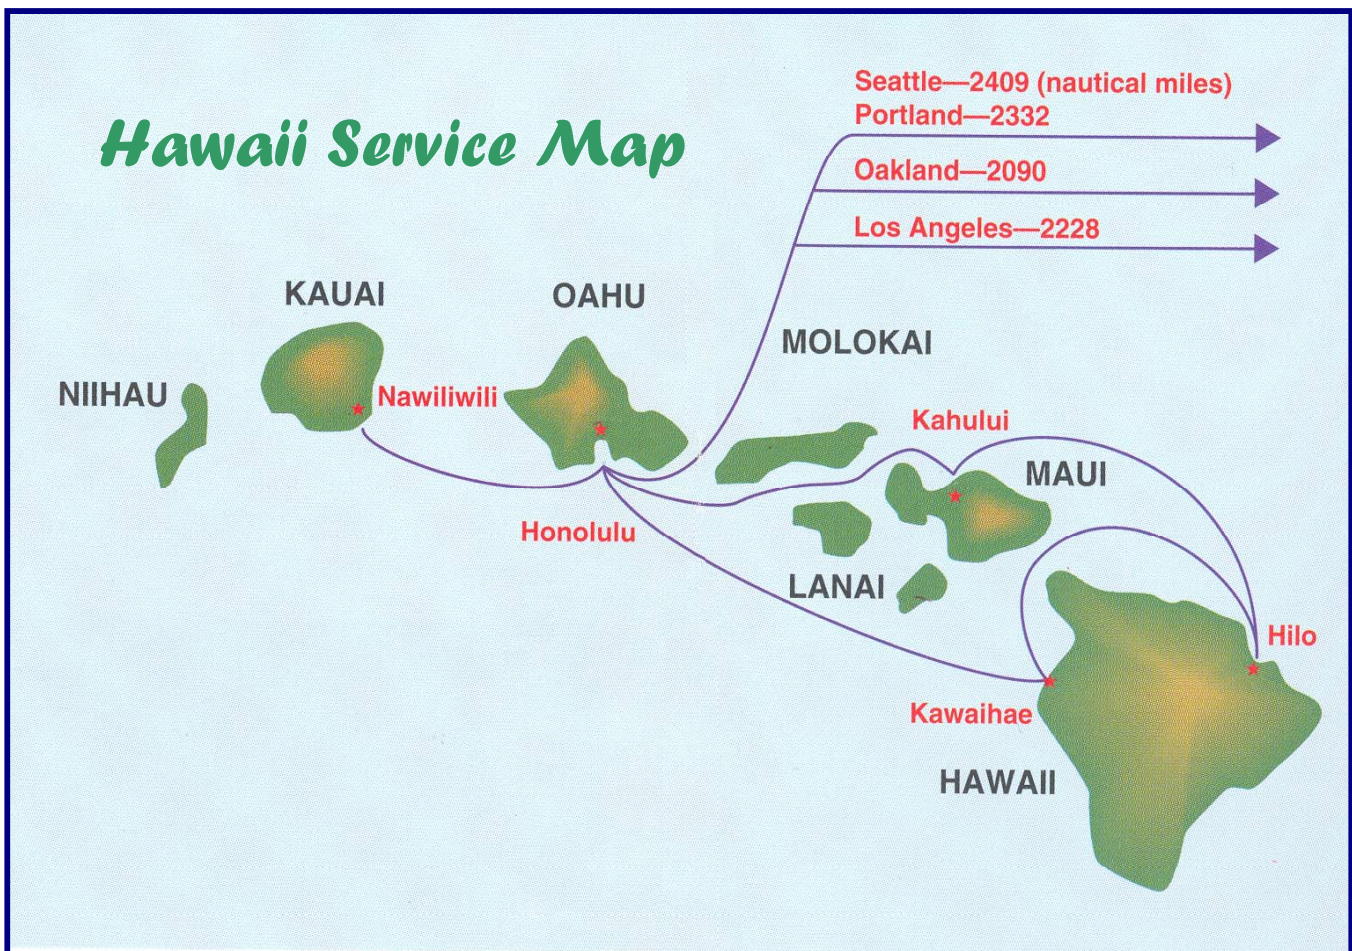 Hawaii Service Map
Seattle—2409 (nautical miles)
Portland—2332
Oakland—2090
Los Angeles—2228
KAUAI
OAHU
MOLOKAI
NIIHAU
Nawiliwili
Kahului
MAUI
Honolulu
LANAI
Hilo
Kawaihae
HAWAII